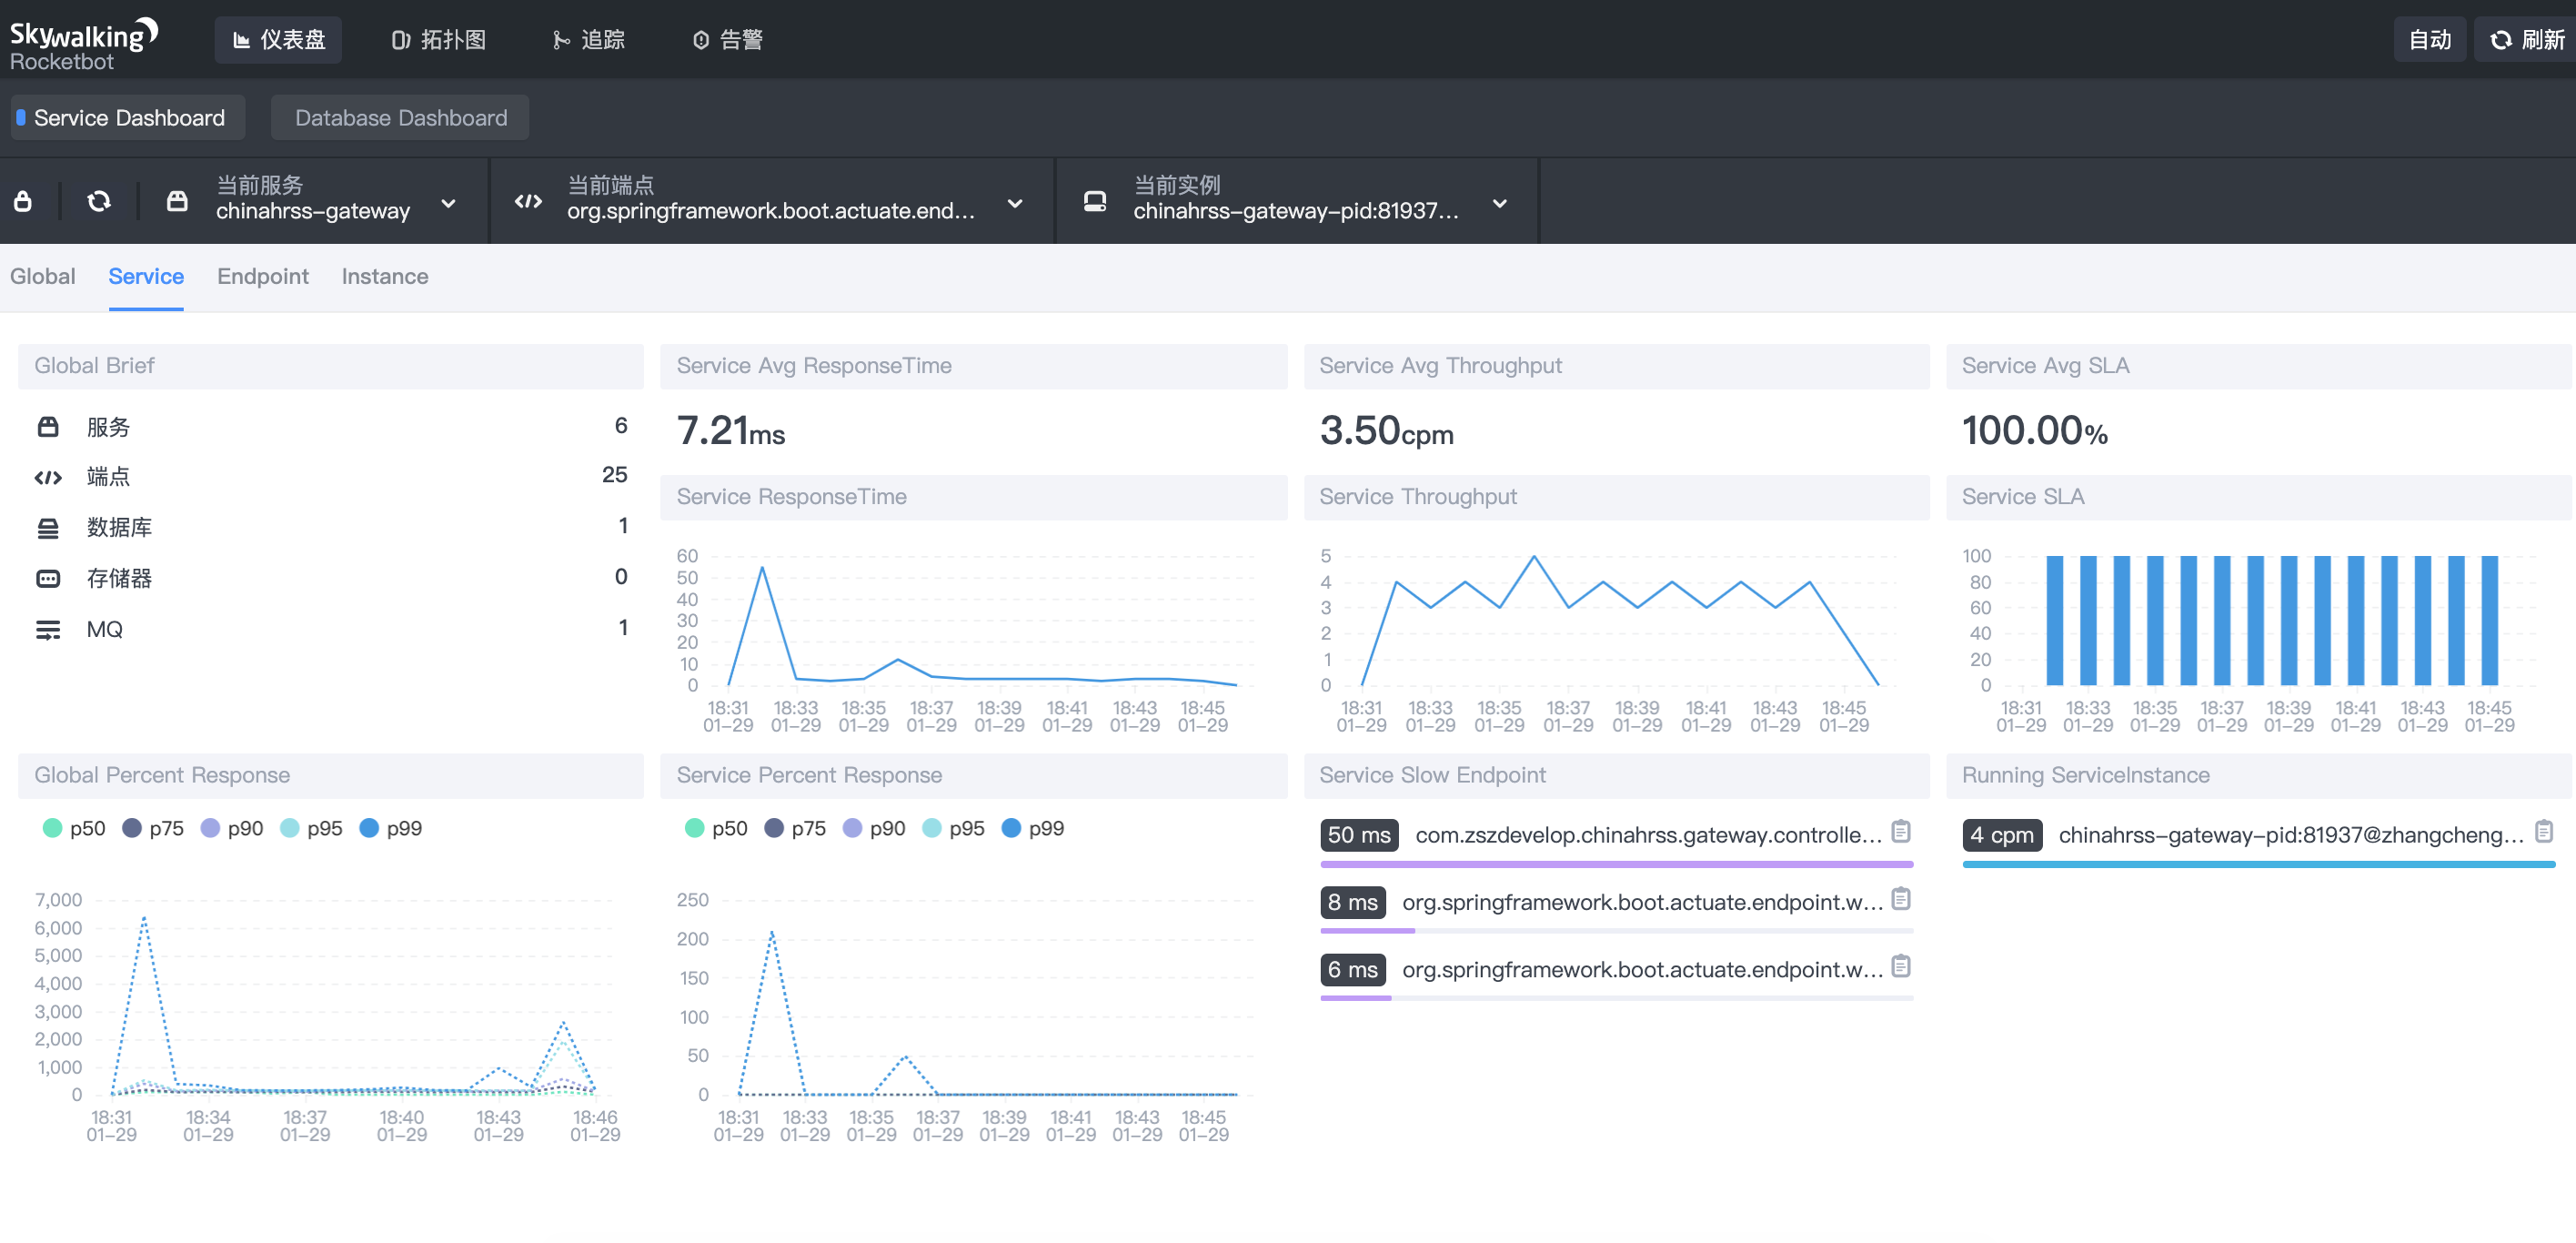 Skywalking
Rocketbot
仪表盘
拓扑图
追踪
告警
自动
刷新
Service Dashboard
Database Dashboard
当前服务
chinahrss-gateway
当前端点
org.springframework.boot.actuate.end...
当前实例
chinahrss-gateway-pid:81937...
Global
Service
Endpoint
Instance
Global Brief
服务 6
端点 25
数据库 1
存储器 0
MQ 1
Service Avg ResponseTime
7.21ms
Service Avg Throughput
3.50cpm
Service Avg SLA
100.00%
Service ResponseTime
60
50
40
30
20
10
0
18:31 18:33 18:35 18:37 18:39 18:41 18:43 18:45
01-29 01-29 01-29 01-29 01-29 01-29 01-29 01-29
Service Throughput
5
4
3
2
1
0
18:31 18:33 18:35 18:37 18:39 18:41 18:43 18:45
01-29 01-29 01-29 01-29 01-29 01-29 01-29 01-29
Service SLA
100
80
60
40
20
0
18:31 18:33 18:35 18:37 18:39 18:41 18:43 18:45
01-29 01-29 01-29 01-29 01-29 01-29 01-29 01-29
Global Percent Response
p50 p75 p90 p95 p99
7,000
6,000
5,000
4,000
3,000
2,000
1,000
0
18:31 18:34 18:37 18:40 18:43 18:46
01-29 01-29 01-29 01-29 01-29 01-29
Service Percent Response
p50 p75 p90 p95 p99
250
200
150
100
50
0
18:31 18:33 18:35 18:37 18:39 18:41 18:43 18:45
01-29 01-29 01-29 01-29 01-29 01-29 01-29 01-29
Service Slow Endpoint
50 ms com.zszdevelop.chinahrss.gateway.controlle...
8 ms org.springframework.boot.actuate.endpoint.w...
6 ms org.springframework.boot.actuate.endpoint.w...
Running ServiceInstance
4 cpm chinahrss-gateway-pid:81937@zhangcheng...